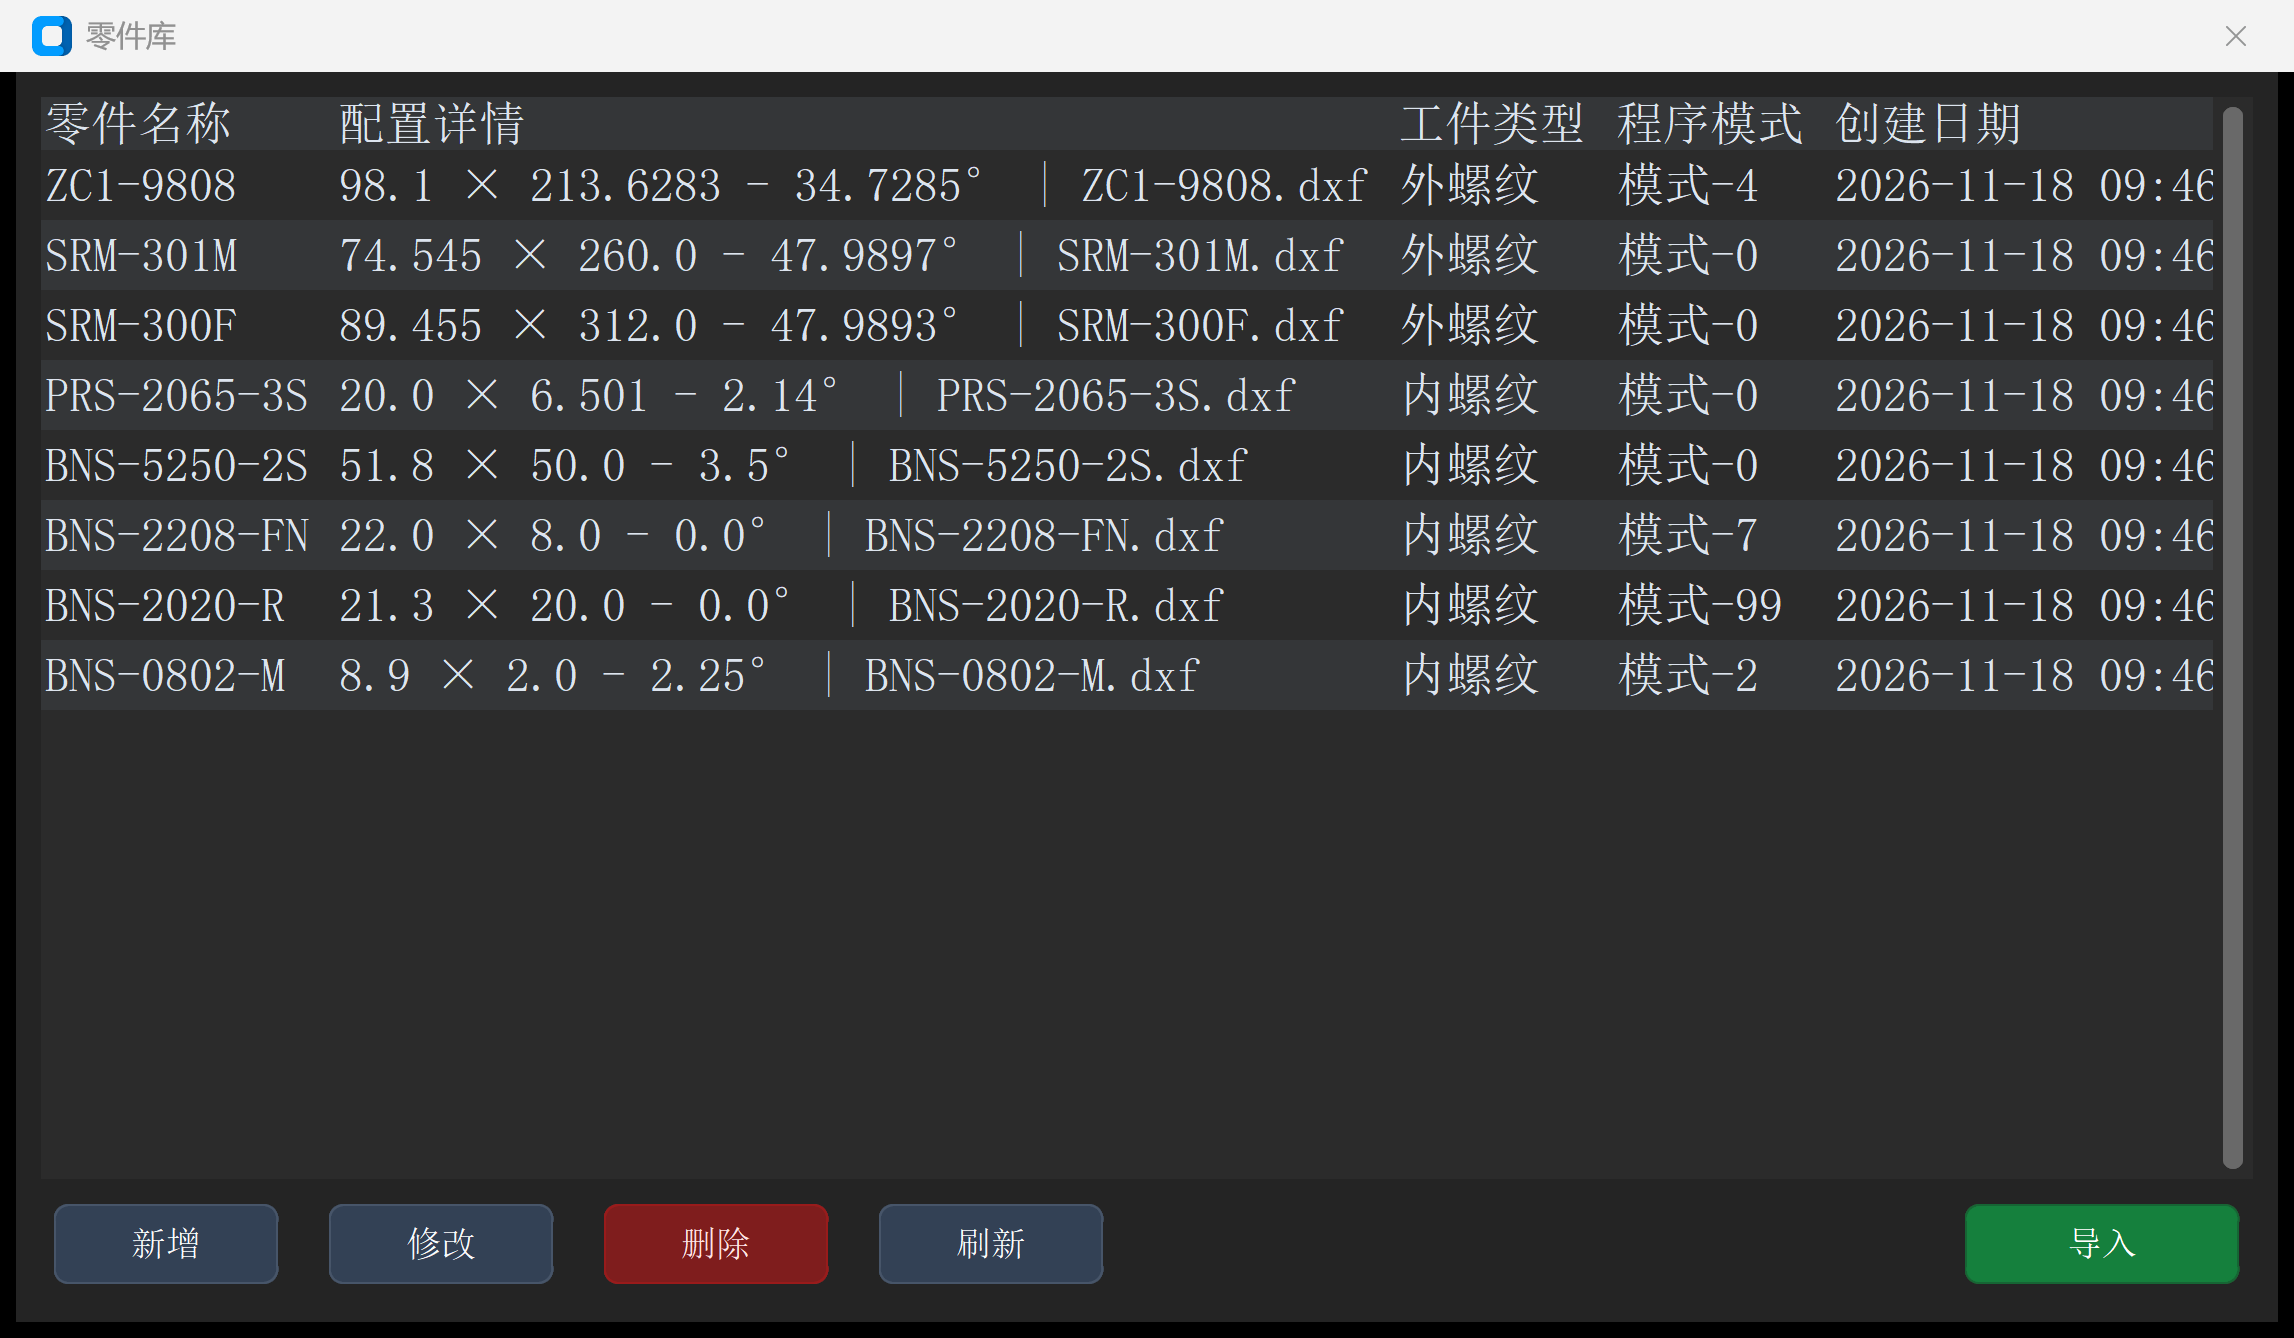 零件库
零件名称 配置详情 工件类型 程序模式 创建日期
ZC1-9808 98.1 × 213.6283 - 34.7285° | ZC1-9808.dxf 外螺纹 模式-4 2026-11-18 09:46
SRM-301M 74.545 × 260.0 - 47.9897° | SRM-301M.dxf 外螺纹 模式-0 2026-11-18 09:46
SRM-300F 89.455 × 312.0 - 47.9893° | SRM-300F.dxf 外螺纹 模式-0 2026-11-18 09:46
PRS-2065-3S 20.0 × 6.501 - 2.14° | PRS-2065-3S.dxf 内螺纹 模式-0 2026-11-18 09:46
BNS-5250-2S 51.8 × 50.0 - 3.5° | BNS-5250-2S.dxf 内螺纹 模式-0 2026-11-18 09:46
BNS-2208-FN 22.0 × 8.0 - 0.0° | BNS-2208-FN.dxf 内螺纹 模式-7 2026-11-18 09:46
BNS-2020-R 21.3 × 20.0 - 0.0° | BNS-2020-R.dxf 内螺纹 模式-99 2026-11-18 09:46
BNS-0802-M 8.9 × 2.0 - 2.25° | BNS-0802-M.dxf 内螺纹 模式-2 2026-11-18 09:46
新增 修改 删除 刷新 导入